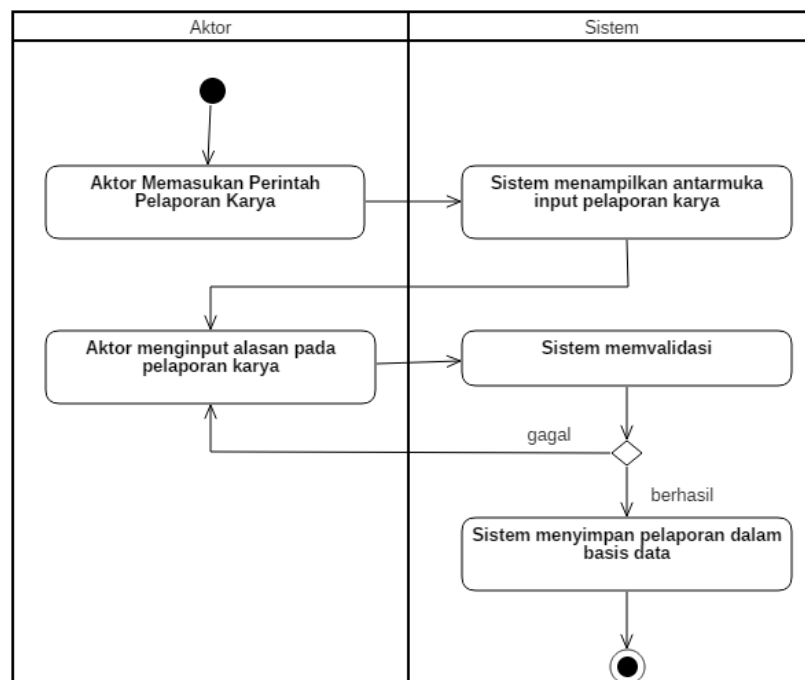 Aktor
Sistem
Aktor Memasukan Perintah
Pelaporan Karya
Sistem menampilkan antarmuka
input pelaporan karya
Aktor menginput alasan pada
pelaporan karya
Sistem memvalidasi
gagal
berhasil
Sistem menyimpan pelaporan dalam
basis data